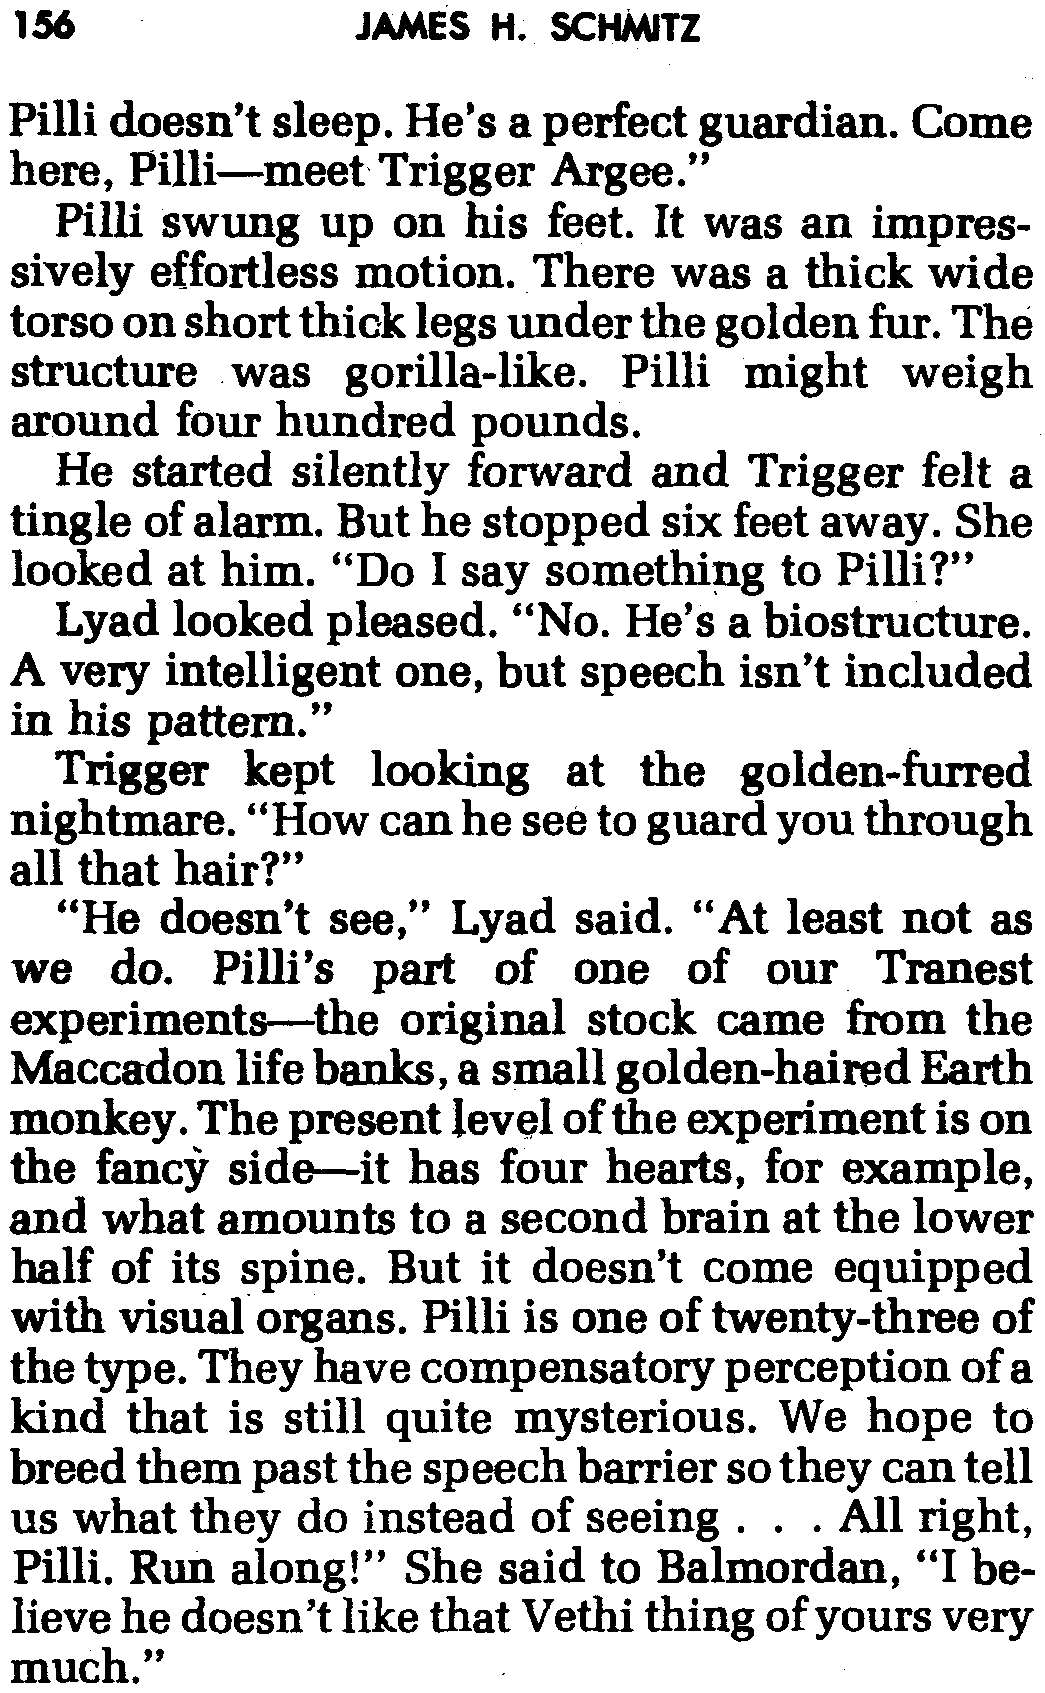 156 JAMES H. SCHMITZ
Pilli doesn't sleep. He's a perfect guardian. Come
here, Pilli—meet Trigger Argee."
Pilli swung up on his feet. It was an impres-
sively effortless motion. There was a thick wide
torso on short thick legs under the golden fur. The
structure was gorilla-like. Pilli might weigh
around four hundred pounds.
He started silently forward and Trigger felt a
tingle of alarm. But he stopped six feet away. She
looked at him. "Do I say something to Pilli?"
Lyad looked pleased. "No. He's a biostructure.
A very intelligent one, but speech isn't included
in his pattern."
Trigger kept looking at the golden-furred
nightmare. "How can he see to guard you through
all that hair?"
"He doesn't see," Lyad said. "At least not as
we do. Pilli's part of one of our Tranest
experiments—the original stock came from the
Maccadon life banks, a small golden-haired Earth
monkey. The present level of the experiment is on
the fancy side—it has four hearts, for example,
and what amounts to a second brain at the lower
half of its spine. But it doesn't come equipped
with visual organs. Pilli is one of twenty-three of
the type. They have compensatory perception of a
kind that is still quite mysterious. We hope to
breed them past the speech barrier so they can tell
us what they do instead of seeing . . . All right,
Pilli. Run along!" She said to Balmordan, "I be-
lieve he doesn't like that Vethi thing of yours very
much."